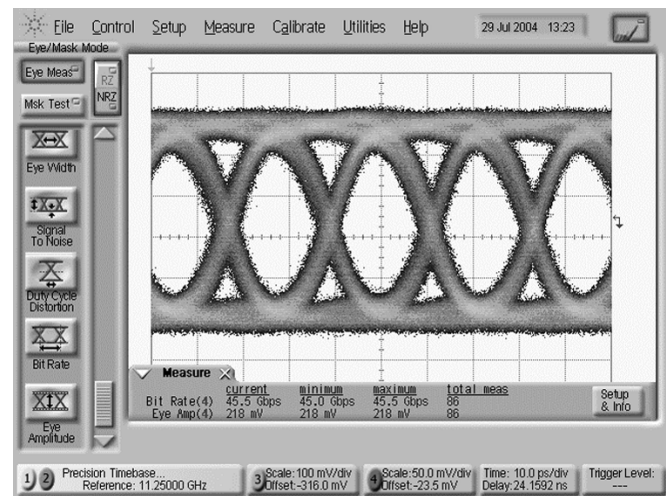 File Control Setup Measure Calibrate Utilities Help 29 Jul 2004 13:23
Eye/Mask Mode
Eye Meas
RZ
NRZ
Msk Test
Eye Width
Signal
To Noise
Duty Cycle
Distortion
Bit Rate
Eye
Amplitude
Measure
current minimum maximum total meas
Bit Rate(4) 45.5 Gbps 45.0 Gbps 45.5 Gbps 86
Eye Amp(4) 218 mV 218 mV 218 mV 86
Setup
& Info
1 2 Precision Timebase...
Reference: 11.25000 GHz
3 Scale:100 mV/div
Offset:-316.0 mV
4 Scale:50.0 mV/div
Offset:-23.5 mV
Time: 10.0 ps/div
Delay:24.1592 ns
Trigger Level:
---